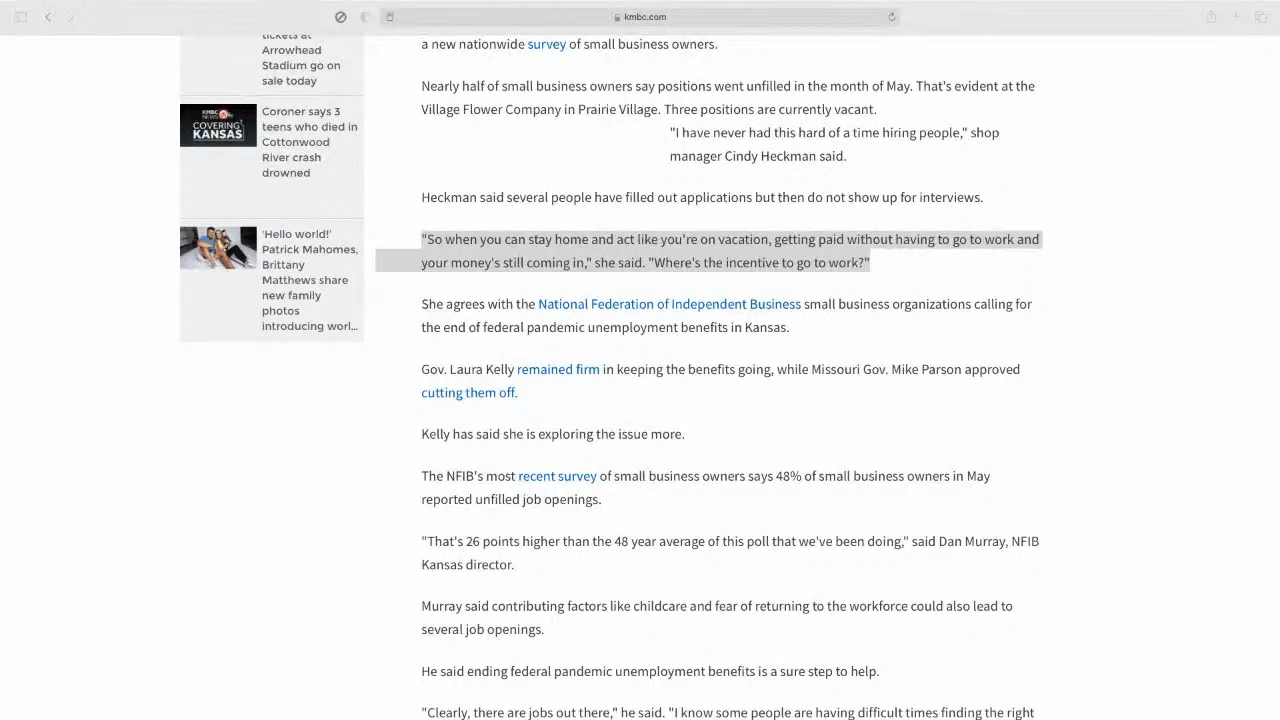 kmbc.com
tickets at
Arrowhead
Stadium go on
sale today
KMBC
NEWS 9
COVERING
KANSAS
Coroner says 3
teens who died in
Cottonwood
River crash
drowned
'Hello world!'
Patrick Mahomes,
Brittany
Matthews share
new family
photos
introducing worl...
a new nationwide survey of small business owners.
Nearly half of small business owners say positions went unfilled in the month of May. That's evident at the
Village Flower Company in Prairie Village. Three positions are currently vacant.
"I have never had this hard of a time hiring people," shop
manager Cindy Heckman said.
Heckman said several people have filled out applications but then do not show up for interviews.
"So when you can stay home and act like you're on vacation, getting paid without having to go to work and
your money's still coming in," she said. "Where's the incentive to go to work?"
She agrees with the National Federation of Independent Business small business organizations calling for
the end of federal pandemic unemployment benefits in Kansas.
Gov. Laura Kelly remained firm in keeping the benefits going, while Missouri Gov. Mike Parson approved
cutting them off.
Kelly has said she is exploring the issue more.
The NFIB's most recent survey of small business owners says 48% of small business owners in May
reported unfilled job openings.
"That's 26 points higher than the 48 year average of this poll that we've been doing," said Dan Murray, NFIB
Kansas director.
Murray said contributing factors like childcare and fear of returning to the workforce could also lead to
several job openings.
He said ending federal pandemic unemployment benefits is a sure step to help.
"Clearly, there are jobs out there," he said. "I know some people are having difficult times finding the right